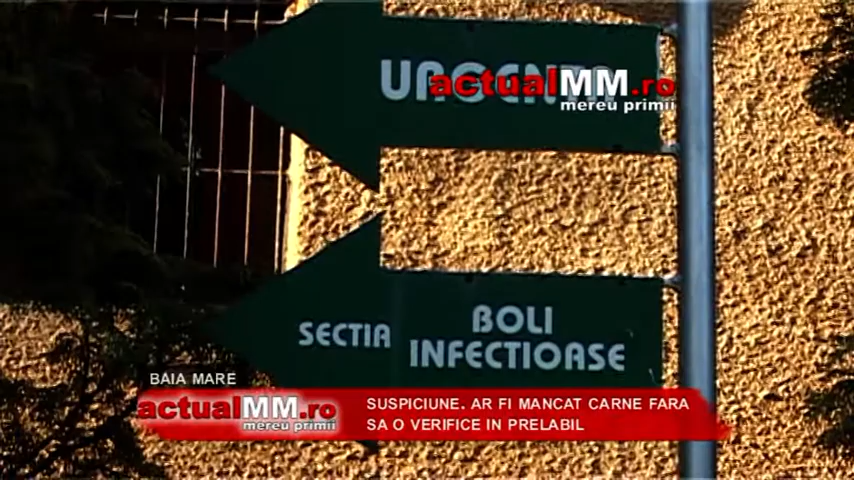 actualMM.ro
mereu primii
SECTIA
BOLI
INFECTIOASE
BAIA MARE
actualMM.ro
mereu primii
SUSPICIUNE. AR FI MANCAT CARNE FARA
SA O VERIFICE IN PRELABIL